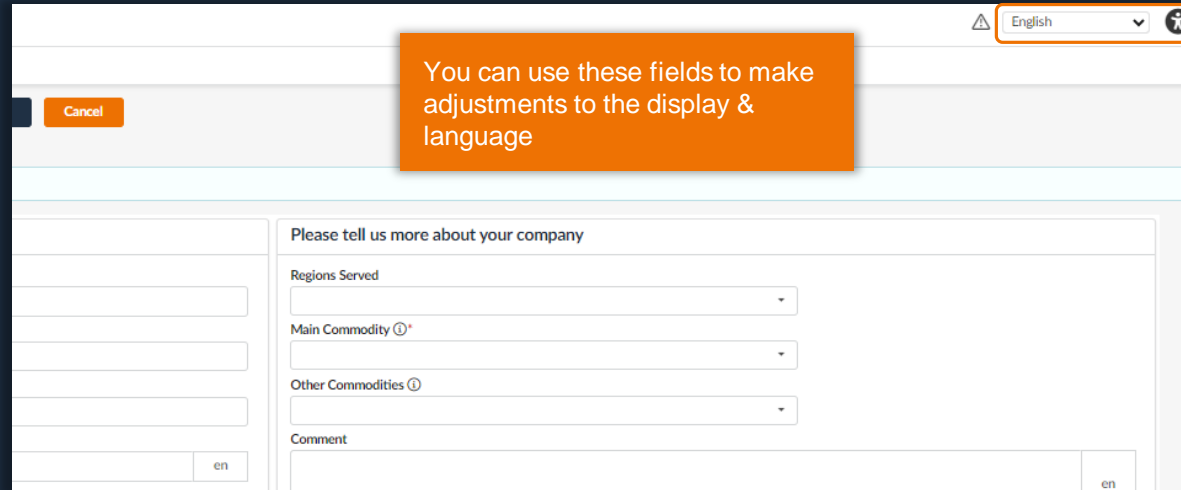 English
You can use these fields to make
adjustments to the display &
language
Cancel
Please tell us more about your company
Regions Served
Main Commodity ⓘ*
Other Commodities ⓘ
Comment
en
en